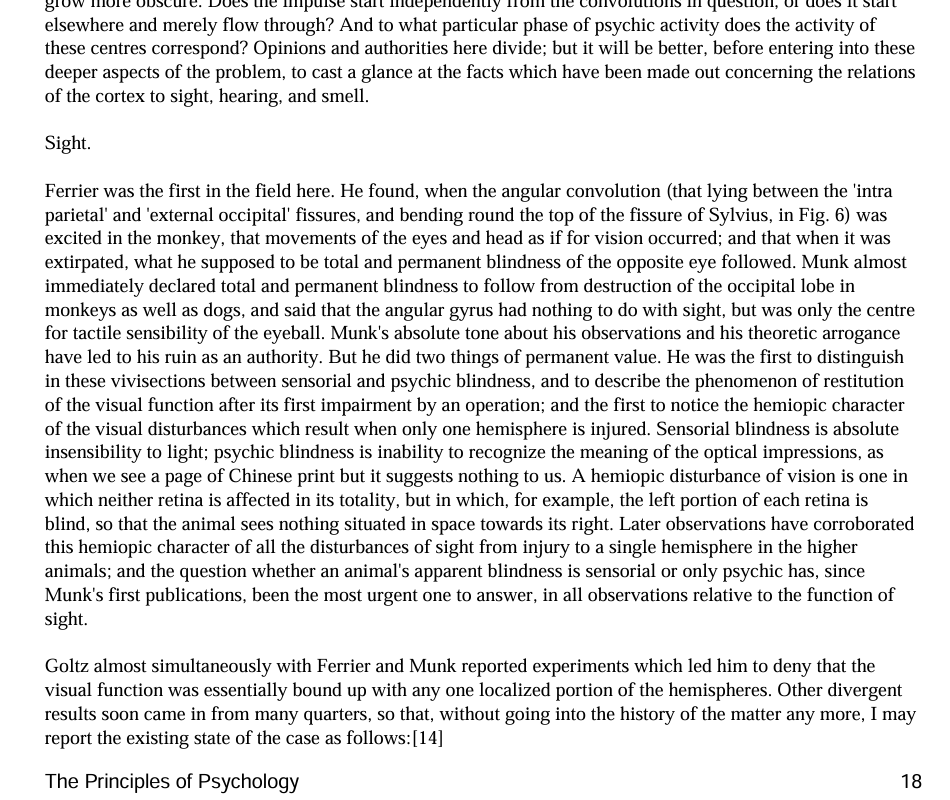 grow more obscure. Does the impulse start independently from the convolutions in question, or does it start
elsewhere and merely flow through? And to what particular phase of psychic activity does the activity of
these centres correspond? Opinions and authorities here divide; but it will be better, before entering into these
deeper aspects of the problem, to cast a glance at the facts which have been made out concerning the relations
of the cortex to sight, hearing, and smell.
Sight.
Ferrier was the first in the field here. He found, when the angular convolution (that lying between the 'intra
parietal' and 'external occipital' fissures, and bending round the top of the fissure of Sylvius, in Fig. 6) was
excited in the monkey, that movements of the eyes and head as if for vision occurred; and that when it was
extirpated, what he supposed to be total and permanent blindness of the opposite eye followed. Munk almost
immediately declared total and permanent blindness to follow from destruction of the occipital lobe in
monkeys as well as dogs, and said that the angular gyrus had nothing to do with sight, but was only the centre
for tactile sensibility of the eyeball. Munk's absolute tone about his observations and his theoretic arrogance
have led to his ruin as an authority. But he did two things of permanent value. He was the first to distinguish
in these vivisections between sensorial and psychic blindness, and to describe the phenomenon of restitution
of the visual function after its first impairment by an operation; and the first to notice the hemiopic character
of the visual disturbances which result when only one hemisphere is injured. Sensorial blindness is absolute
insensibility to light; psychic blindness is inability to recognize the meaning of the optical impressions, as
when we see a page of Chinese print but it suggests nothing to us. A hemiopic disturbance of vision is one in
which neither retina is affected in its totality, but in which, for example, the left portion of each retina is
blind, so that the animal sees nothing situated in space towards its right. Later observations have corroborated
this hemiopic character of all the disturbances of sight from injury to a single hemisphere in the higher
animals; and the question whether an animal's apparent blindness is sensorial or only psychic has, since
Munk's first publications, been the most urgent one to answer, in all observations relative to the function of
sight.
Goltz almost simultaneously with Ferrier and Munk reported experiments which led him to deny that the
visual function was essentially bound up with any one localized portion of the hemispheres. Other divergent
results soon came in from many quarters, so that, without going into the history of the matter any more, I may
report the existing state of the case as follows:[14]
The Principles of Psychology 18